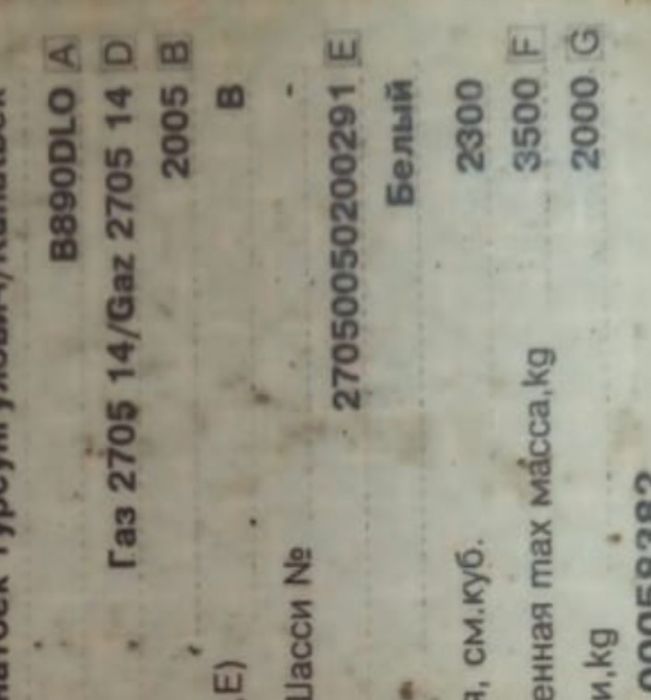 B890DLO A
Газ 2705 14/Gaz 2705 14 D
2005 B
,E) B
Шасси № -
27050050200291 E
Белый
я, см.куб. 2300
енная max масса,kg 3500 F
и,kg 2000 G